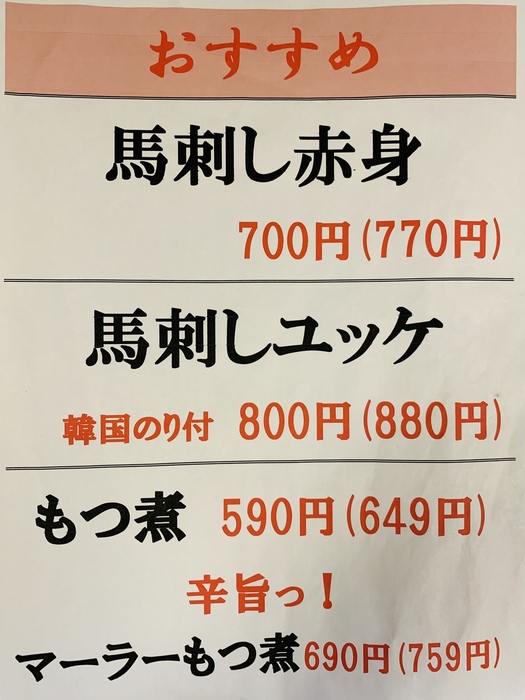 おすすめ
馬刺し赤身
700円(770円)
馬刺しユッケ
韓国のり付 800円(880円)
もつ煮 590円(649円)
辛旨っ！
マーラーもつ煮690円(759円)